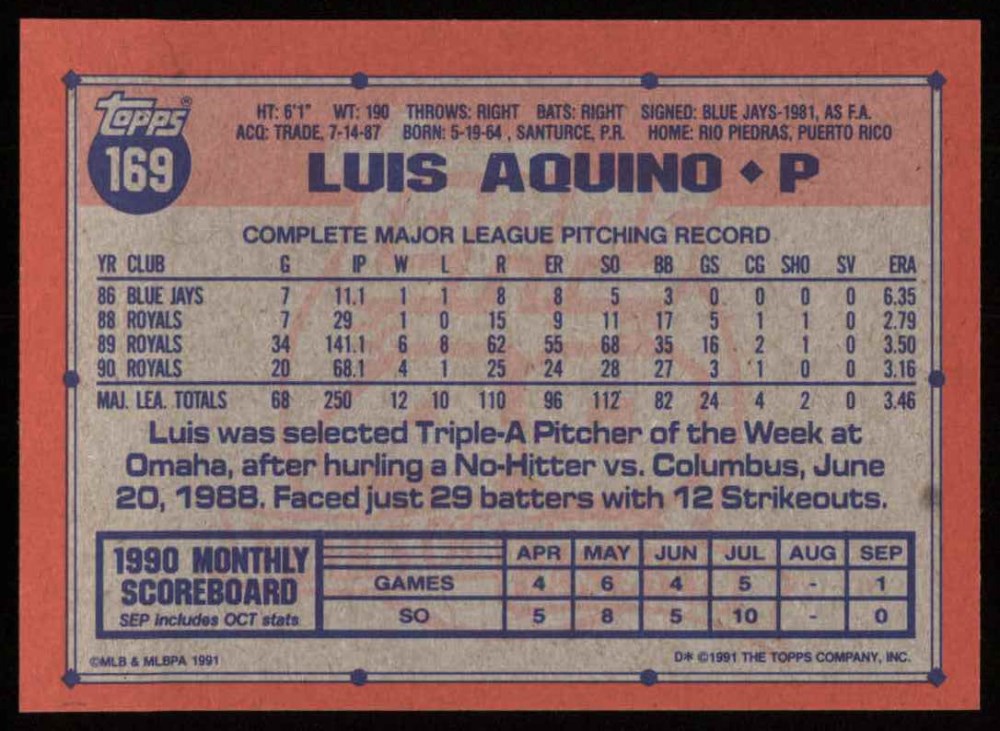 Topps®
169
HT: 6'1" WT: 190 THROWS: RIGHT BATS: RIGHT SIGNED: BLUE JAYS-1981, AS F.A.
ACQ: TRADE, 7-14-87 BORN: 5-19-64, SANTURCE, P.R. HOME: RIO PIEDRAS, PUERTO RICO
LUIS AQUINO ♦ P
COMPLETE MAJOR LEAGUE PITCHING RECORD
YR CLUB G IP W L R ER SO BB GS CG SHO SV ERA
86 BLUE JAYS 7 11.1 1 1 8 8 5 3 0 0 0 0 6.35
88 ROYALS 7 29 1 0 15 9 11 17 5 1 1 0 2.79
89 ROYALS 34 141.1 6 8 62 55 68 35 16 2 1 0 3.50
90 ROYALS 20 68.1 4 1 25 24 28 27 3 1 0 0 3.16
MAJ. LEA. TOTALS 68 250 12 10 110 96 112 82 24 4 2 0 3.46
Luis was selected Triple-A Pitcher of the Week at
Omaha, after hurling a No-Hitter vs. Columbus, June
20, 1988. Faced just 29 batters with 12 Strikeouts.
1990 MONTHLY
SCOREBOARD
SEP includes OCT stats
APR MAY JUN JUL AUG SEP
GAMES 4 6 4 5 - 1
SO 5 8 5 10 - 0
©MLB & MLBPA 1991
D* ©1991 THE TOPPS COMPANY, INC.